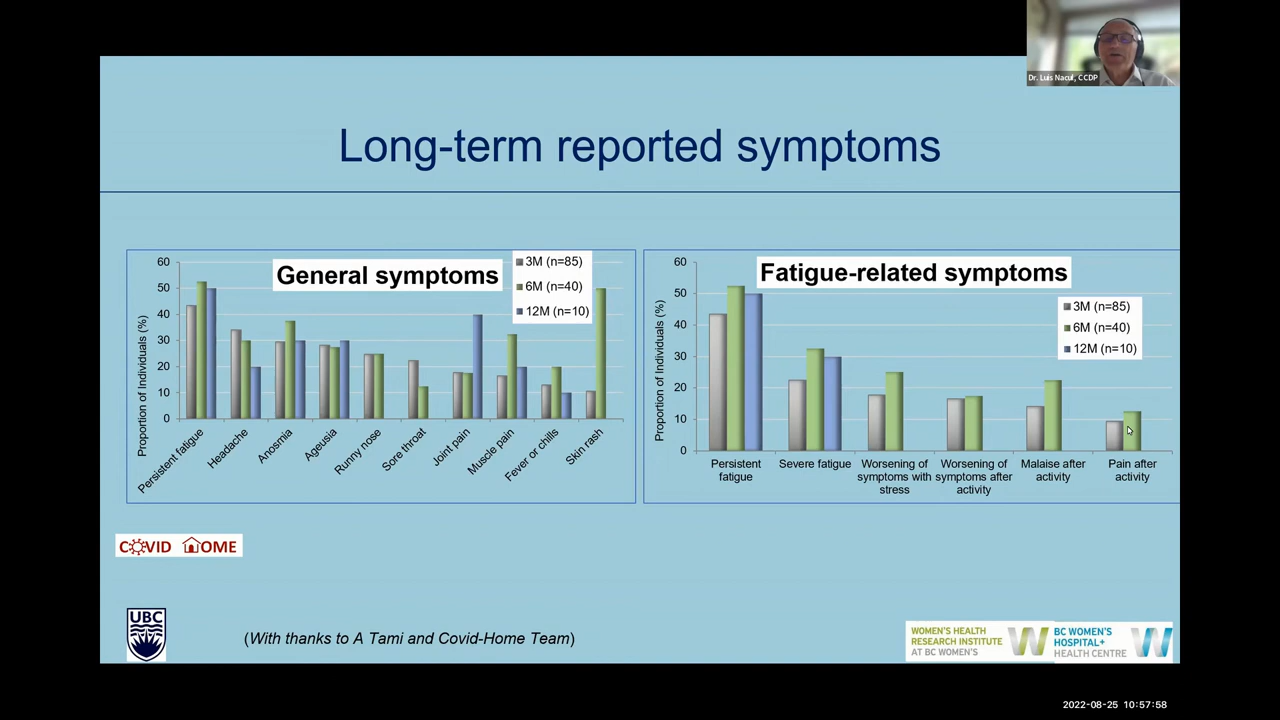 Dr. Luis Nacul, CCDP
Long-term reported symptoms
General symptoms
3M (n=85)
6M (n=40)
12M (n=10)
Proportion of Individuals (%)
60
50
40
30
20
10
0
Persistent fatigue
Headache
Anosmia
Ageusia
Runny nose
Sore throat
Joint pain
Muscle pain
Fever or chills
Skin rash
Fatigue-related symptoms
3M (n=85)
6M (n=40)
12M (n=10)
Proportion of Individuals (%)
60
50
40
30
20
10
0
Persistent
fatigue
Severe fatigue
Worsening of
symptoms with
stress
Worsening of
symptoms after
activity
Malaise after
activity
Pain after
activity
COVID HOME
UBC
(With thanks to A Tami and Covid-Home Team)
WOMEN'S HEALTH
RESEARCH INSTITUTE
AT BC WOMEN'S
BC WOMEN'S
HOSPITAL+
HEALTH CENTRE
2022-08-25 10:57:58